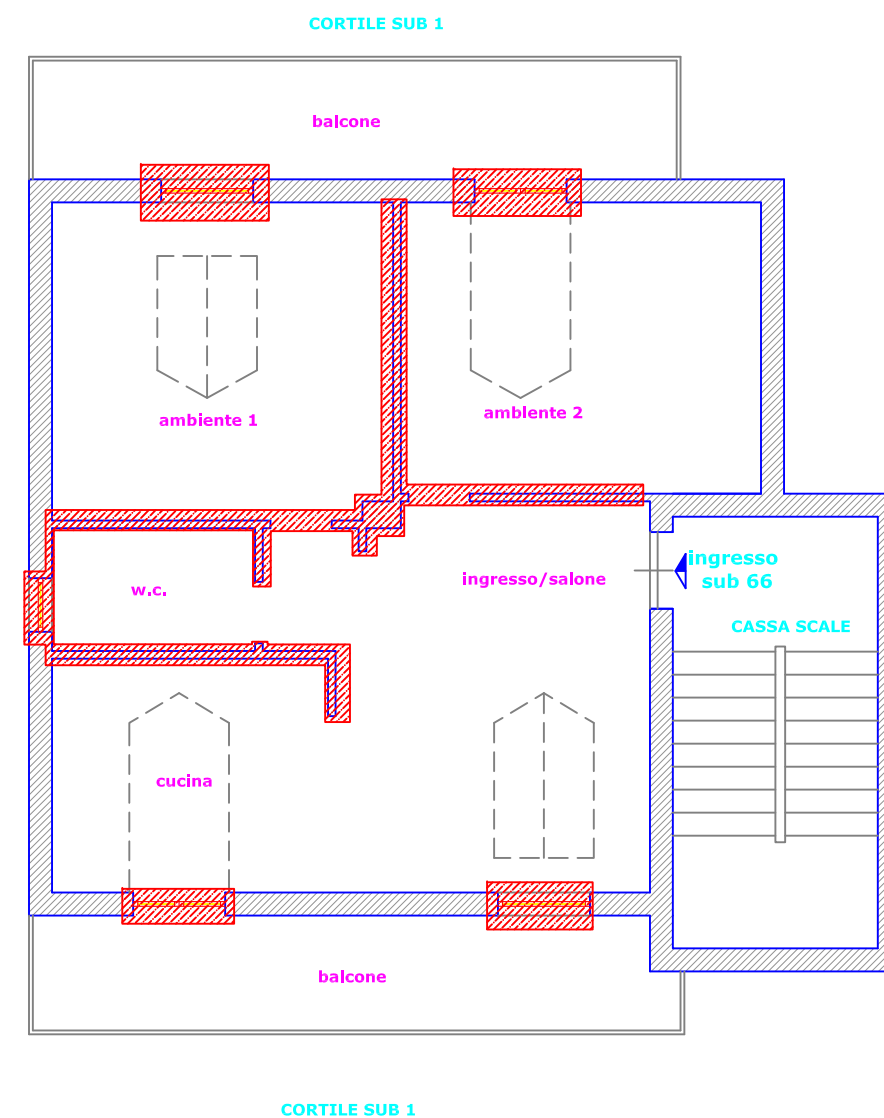 CORTILE SUB 1
balcone
ambiente 1
amblente 2
w.c.
ingresso/salone
ingresso
sub 66
CASSA SCALE
cucina
balcone
CORTILE SUB 1